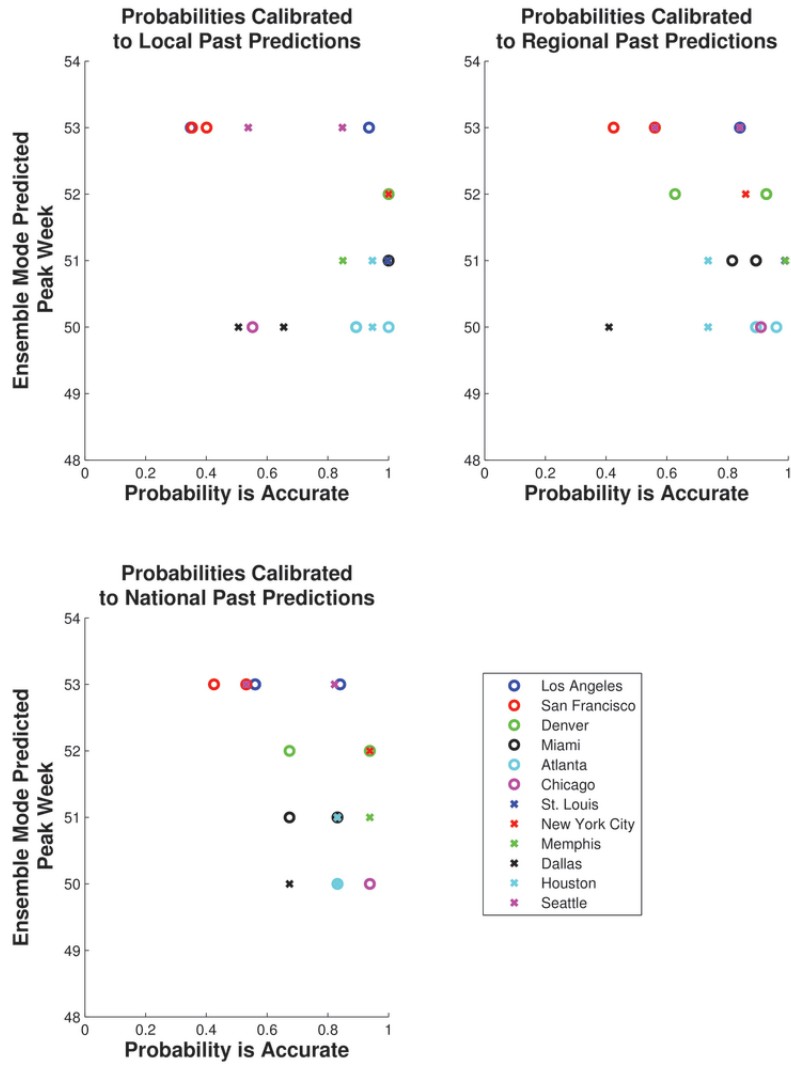 Probabilities Calibrated
to Local Past Predictions
54
53
52
51
50
49
48
Ensemble Mode Predicted
Peak Week
0 0.2 0.4 0.6 0.8 1
Probability is Accurate
Probabilities Calibrated
to Regional Past Predictions
54
53
52
51
50
49
48
0 0.2 0.4 0.6 0.8 1
Probability is Accurate
Probabilities Calibrated
to National Past Predictions
54
53
52
51
50
49
48
Ensemble Mode Predicted
Peak Week
0 0.2 0.4 0.6 0.8 1
Probability is Accurate
Los Angeles
San Francisco
Denver
Miami
Atlanta
Chicago
St. Louis
New York City
Memphis
Dallas
Houston
Seattle